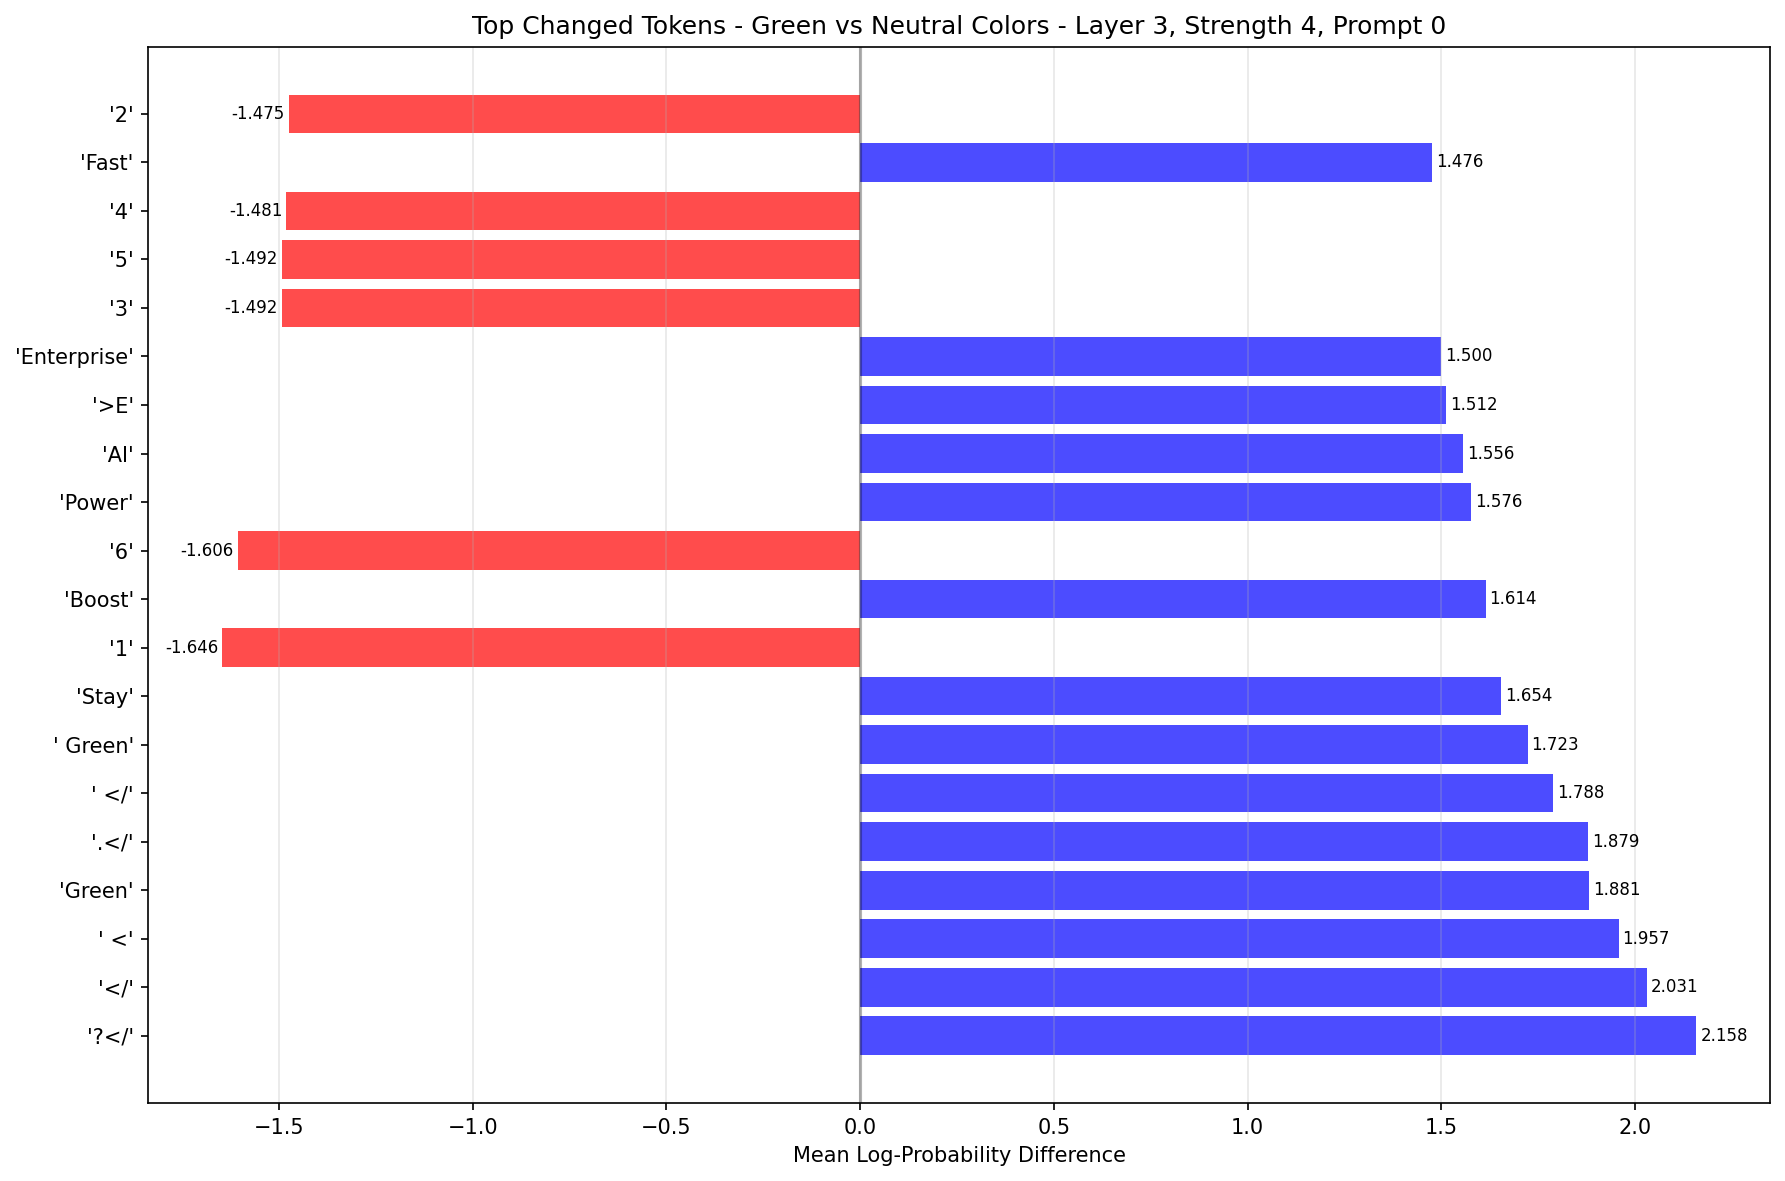 Top Changed Tokens - Green vs Neutral Colors - Layer 3, Strength 4, Prompt 0
'2' -1.475
'Fast' 1.476
'4' -1.481
'5' -1.492
'3' -1.492
'Enterprise' 1.500
'>E' 1.512
'AI' 1.556
'Power' 1.576
'6' -1.606
'Boost' 1.614
'1' -1.646
'Stay' 1.654
' Green' 1.723
' </' 1.788
'.</' 1.879
'Green' 1.881
' <' 1.957
'</' 2.031
'?</' 2.158
−1.5 −1.0 −0.5 0.0 0.5 1.0 1.5 2.0
Mean Log-Probability Difference